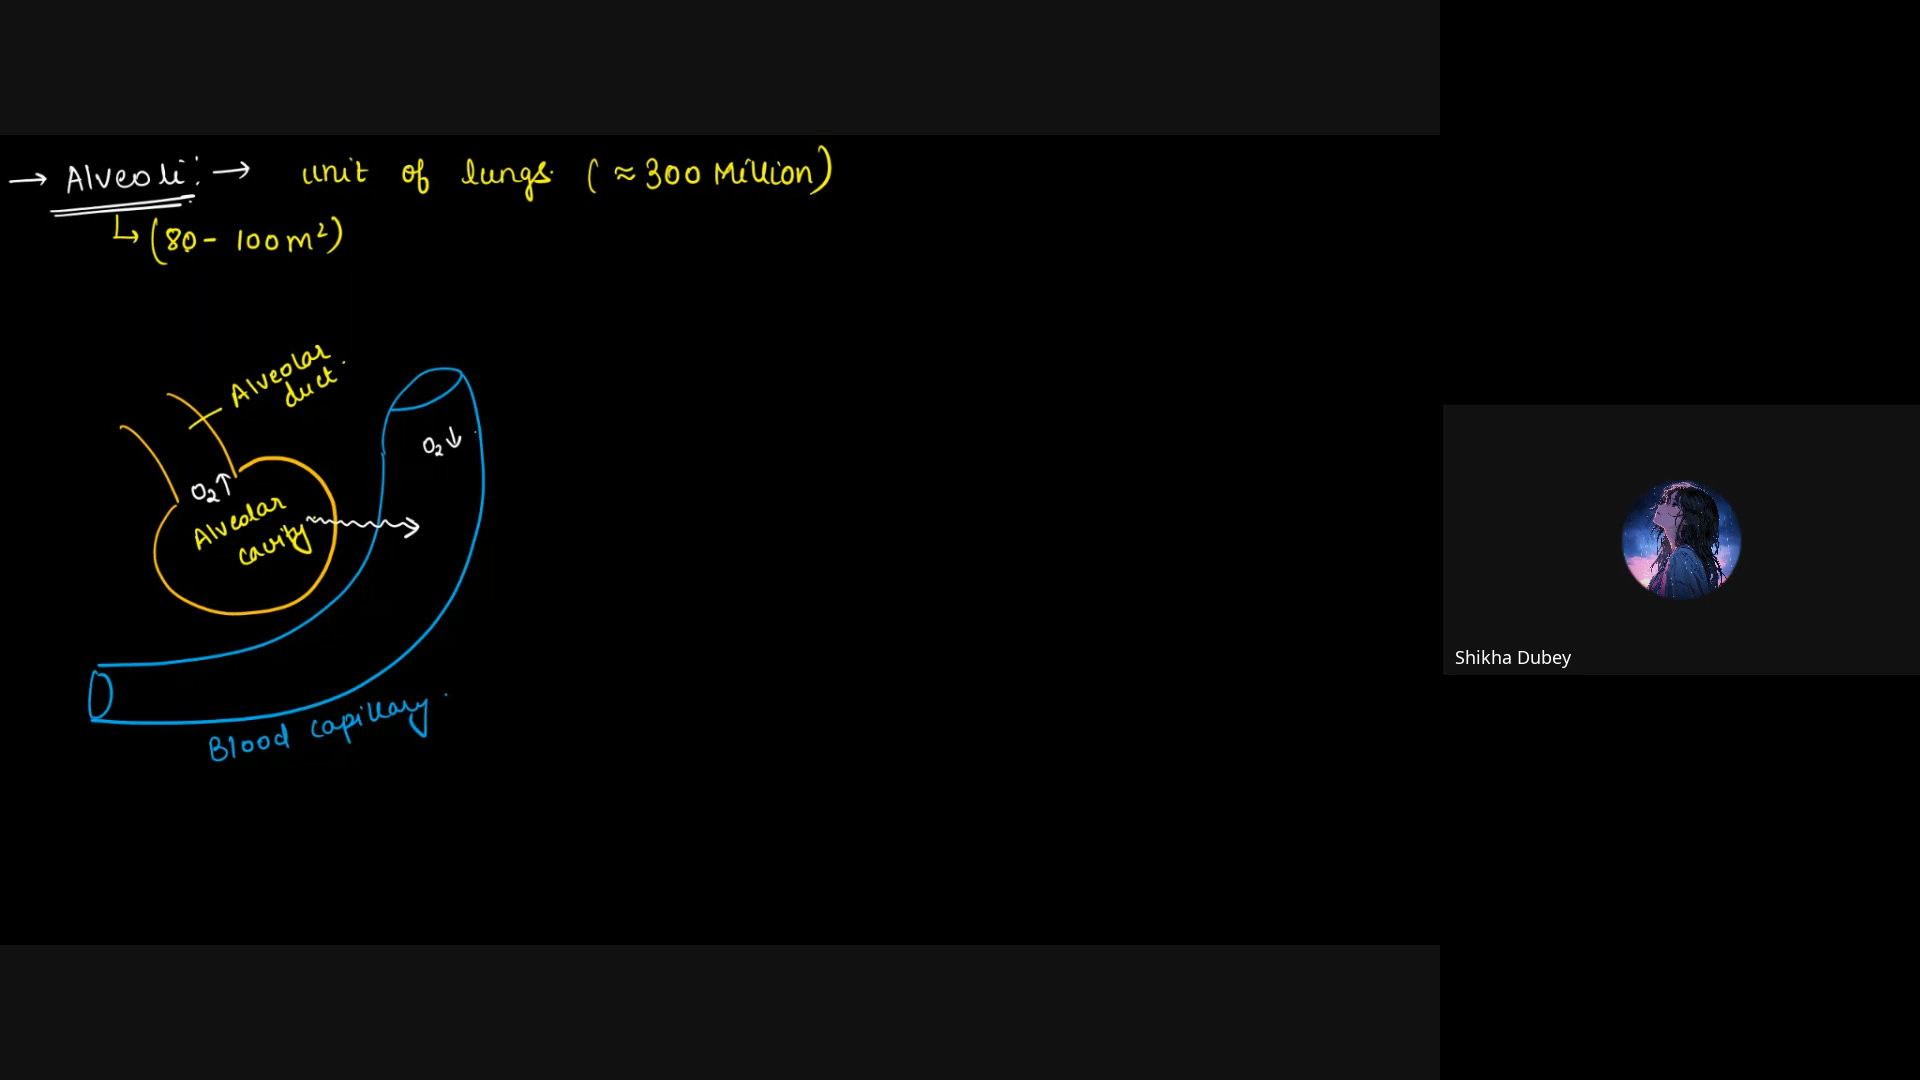 → Alveoli: → unit of lungs. (≈ 300 Million)
↳ (80 - 100 m²)
Alveolar
duct.
O₂↓
O₂↑
Alveolar
cavity
Blood capillary.
Shikha Dubey